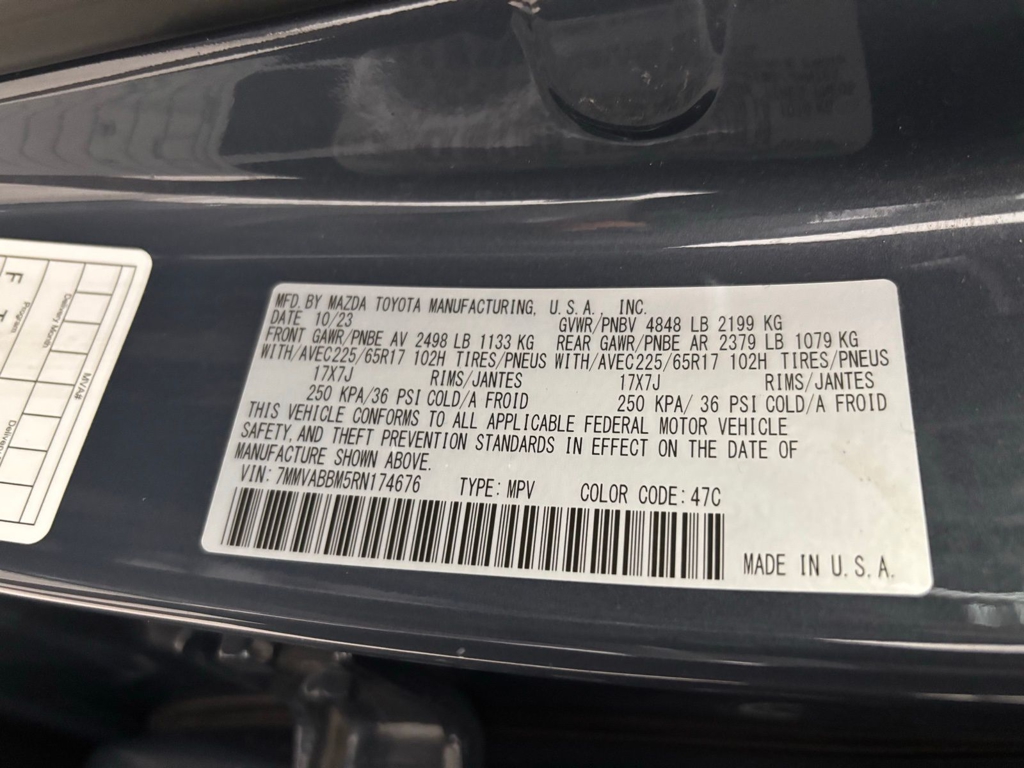 MFD. BY MAZDA TOYOTA MANUFACTURING, U.S.A., INC.
DATE 10/23 GVWR/PNBV 4848 LB 2199 KG
FRONT GAWR/PNBE AV 2498 LB 1133 KG REAR GAWR/PNBE AR 2379 LB 1079 KG
WITH/AVEC225/65R17 102H TIRES/PNEUS WITH/AVEC225/65R17 102H TIRES/PNEUS
17X7J RIMS/JANTES 17X7J RIMS/JANTES
250 KPA/36 PSI COLD/A FROID 250 KPA/ 36 PSI COLD/A FROID
THIS VEHICLE CONFORMS TO ALL APPLICABLE FEDERAL MOTOR VEHICLE
SAFETY, AND THEFT PREVENTION STANDARDS IN EFFECT ON THE DATE OF
MANUFACTURE SHOWN ABOVE.
VIN: 7MMVABBM5RN174676 TYPE: MPV COLOR CODE: 47C
MADE IN U.S.A.
F
T
Program
Delivery Month
MVAB